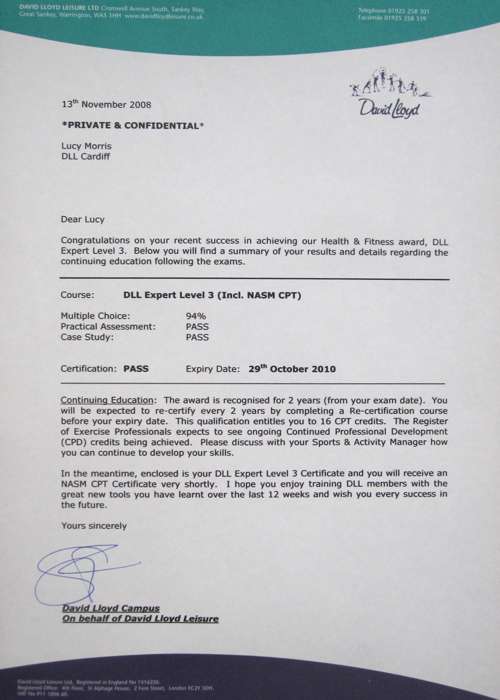 DAVID LLOYD LEISURE LTD Cromwell Avenue South, Sankey Way,
Great Sankey, Warrington, WA5 1HH www.davidlloydleisure.co.uk
Telephone 01925 258 301
Facsimile 01925 258 339
David Lloyd
13th November 2008
*PRIVATE & CONFIDENTIAL*
Lucy Morris
DLL Cardiff
Dear Lucy
Congratulations on your recent success in achieving our Health & Fitness award, DLL
Expert Level 3. Below you will find a summary of your results and details regarding the
continuing education following the exams.
Course: DLL Expert Level 3 (Incl. NASM CPT)
Multiple Choice: 94%
Practical Assessment: PASS
Case Study: PASS
Certification: PASS Expiry Date: 29th October 2010
Continuing Education: The award is recognised for 2 years (from your exam date). You
will be expected to re-certify every 2 years by completing a Re-certification course
before your expiry date. This qualification entitles you to 16 CPT credits. The Register
of Exercise Professionals expects to see ongoing Continued Professional Development
(CPD) credits being achieved. Please discuss with your Sports & Activity Manager how
you can continue to develop your skills.
In the meantime, enclosed is your DLL Expert Level 3 Certificate and you will receive an
NASM CPT Certificate very shortly. I hope you enjoy training DLL members with the
great new tools you have learnt over the last 12 weeks and wish you every success in
the future.
Yours sincerely
David Lloyd Campus
On behalf of David Lloyd Leisure
David Lloyd Leisure Ltd. Registered in England No
Registered Office: 4th Floor, St Alphage House, 2 Fore Street, London EC2Y 5DH.